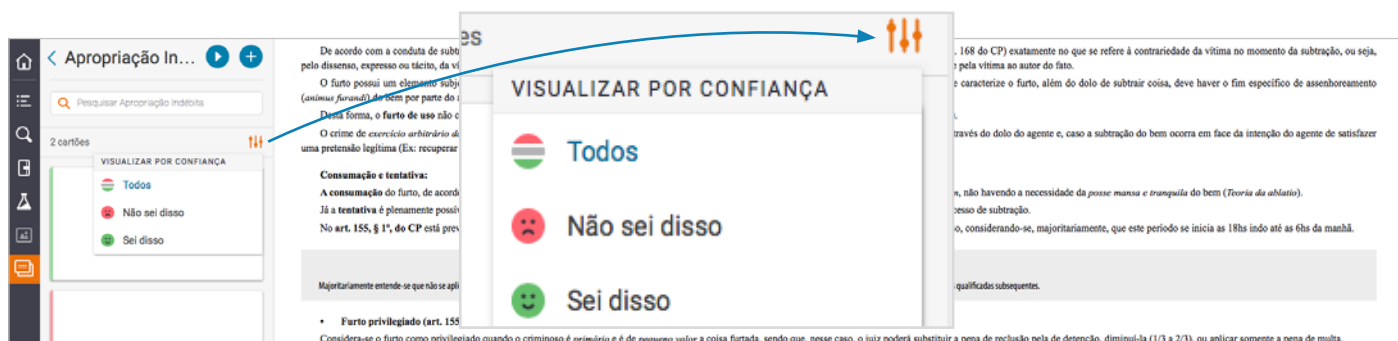 Apropriação In...
Pesquisar Apropriação Indébita
2 cartões
VISUALIZAR POR CONFIANÇA
Todos
Não sei disso
Sei disso
es
VISUALIZAR POR CONFIANÇA
Todos
Não sei disso
Sei disso
De acordo com a conduta de subt
. 168 do CP) exatamente no que se refere à contrariedade da vítima no momento da subtração, ou seja,
pelo dissenso, expresso ou tácito, da ví
pela vítima ao autor do fato.
O furto possui um elemento subje
e caracterize o furto, além do dolo de subtrair coisa, deve haver o fim específico de assenhoreamento
(animus furandi) do bem por parte do
Desta forma, o furto de uso não c
O crime de exercício arbitrário da
través do dolo do agente e, caso a subtração do bem ocorra em face da intenção do agente de satisfazer
uma pretensão legítima (Ex: recuperar
Consumação e tentativa:
A consumação do furto, de acordo
, não havendo a necessidade da posse mansa e tranquila do bem (Teoria da ablatio).
Já a tentativa é plenamente possív
cesso de subtração.
No art. 155, § 1º, do CP está prev
o, considerando-se, majoritariamente, que este período se inicia as 18hs indo até as 6hs da manhã.
Majoritariamente entende-se que não se apli
qualificadas subsequentes.
• Furto privilegiado (art. 155
Considera-se o furto como privilegiado quando o criminoso é primário e é de pequeno valor a coisa furtada, sendo que, nesse caso, o juiz poderá substituir a pena de reclusão pela de detenção, diminuí-la (1/3 a 2/3), ou aplicar somente a pena de multa.